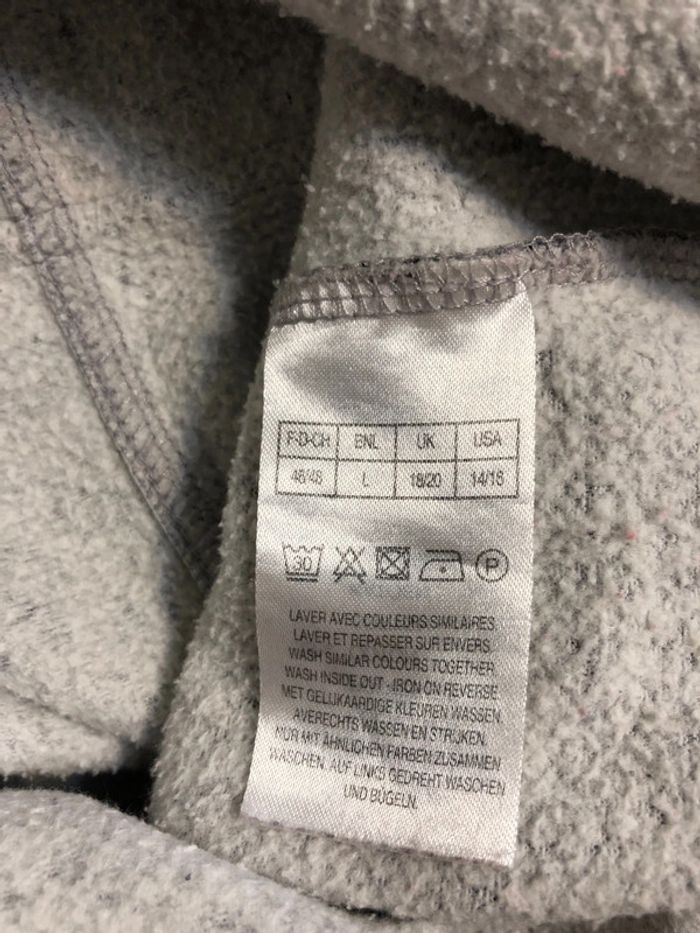 F-D-CH BNL UK USA
46/48 L 18/20 14/16
30 P
LAVER AVEC COULEURS SIMILAIRES.
LAVER ET REPASSER SUR ENVERS.
WASH SIMILAR COLOURS TOGETHER.
WASH INSIDE OUT - IRON ON REVERSE.
MET GELIJKAARDIGE KLEUREN WASSEN.
AVERECHTS WASSEN EN STRIJKEN.
NUR MIT ÄHNLICHEN FARBEN ZUSAMMEN
WASCHEN. AUF LINKS GEDREHT WASCHEN
UND BÜGELN.